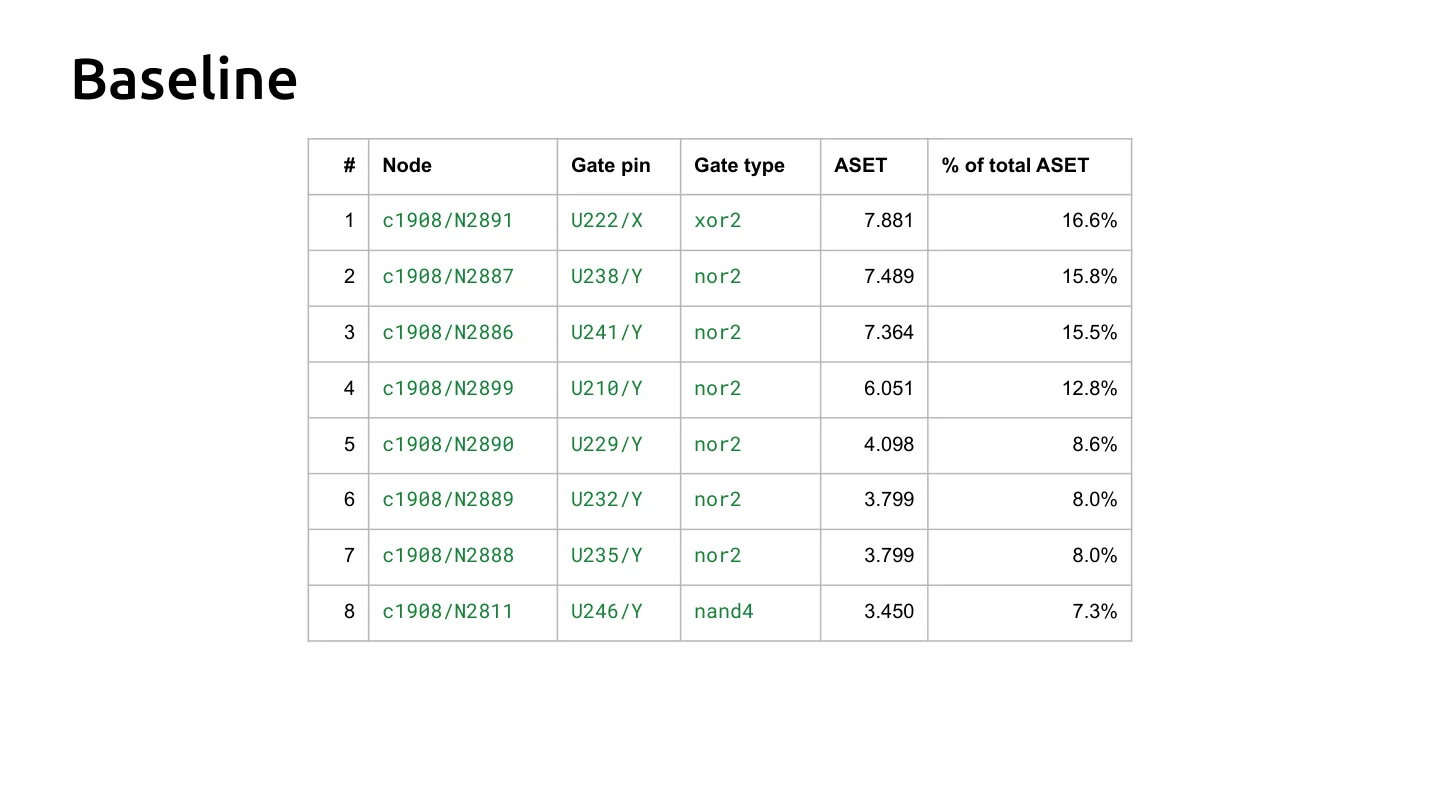 Baseline
# Node Gate pin Gate type ASET % of total ASET
1 c1908/N2891 U222/X xor2 7.881 16.6%
2 c1908/N2887 U238/Y nor2 7.489 15.8%
3 c1908/N2886 U241/Y nor2 7.364 15.5%
4 c1908/N2899 U210/Y nor2 6.051 12.8%
5 c1908/N2890 U229/Y nor2 4.098 8.6%
6 c1908/N2889 U232/Y nor2 3.799 8.0%
7 c1908/N2888 U235/Y nor2 3.799 8.0%
8 c1908/N2811 U246/Y nand4 3.450 7.3%